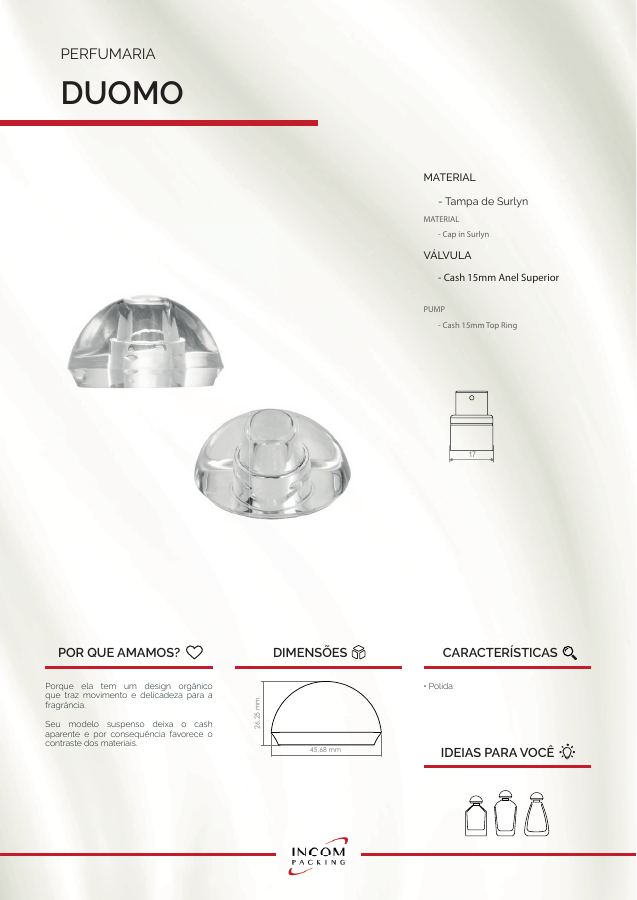 PERFUMARIA
DUOMO
MATERIAL
- Tampa de Surlyn
MATERIAL
- Cap in Surlyn
VÁLVULA
- Cash 15mm Anel Superior
PUMP
- Cash 15mm Top Ring
17
POR QUE AMAMOS?
Porque ela tem um design orgânico
que traz movimento e delicadeza para a
fragrância.
Seu modelo suspenso deixa o cash
aparente e por consequência favorece o
contraste dos materiais.
DIMENSÕES
26,25 mm
45,68 mm
CARACTERÍSTICAS
• Polida
IDEIAS PARA VOCÊ
INCOM
PACKING